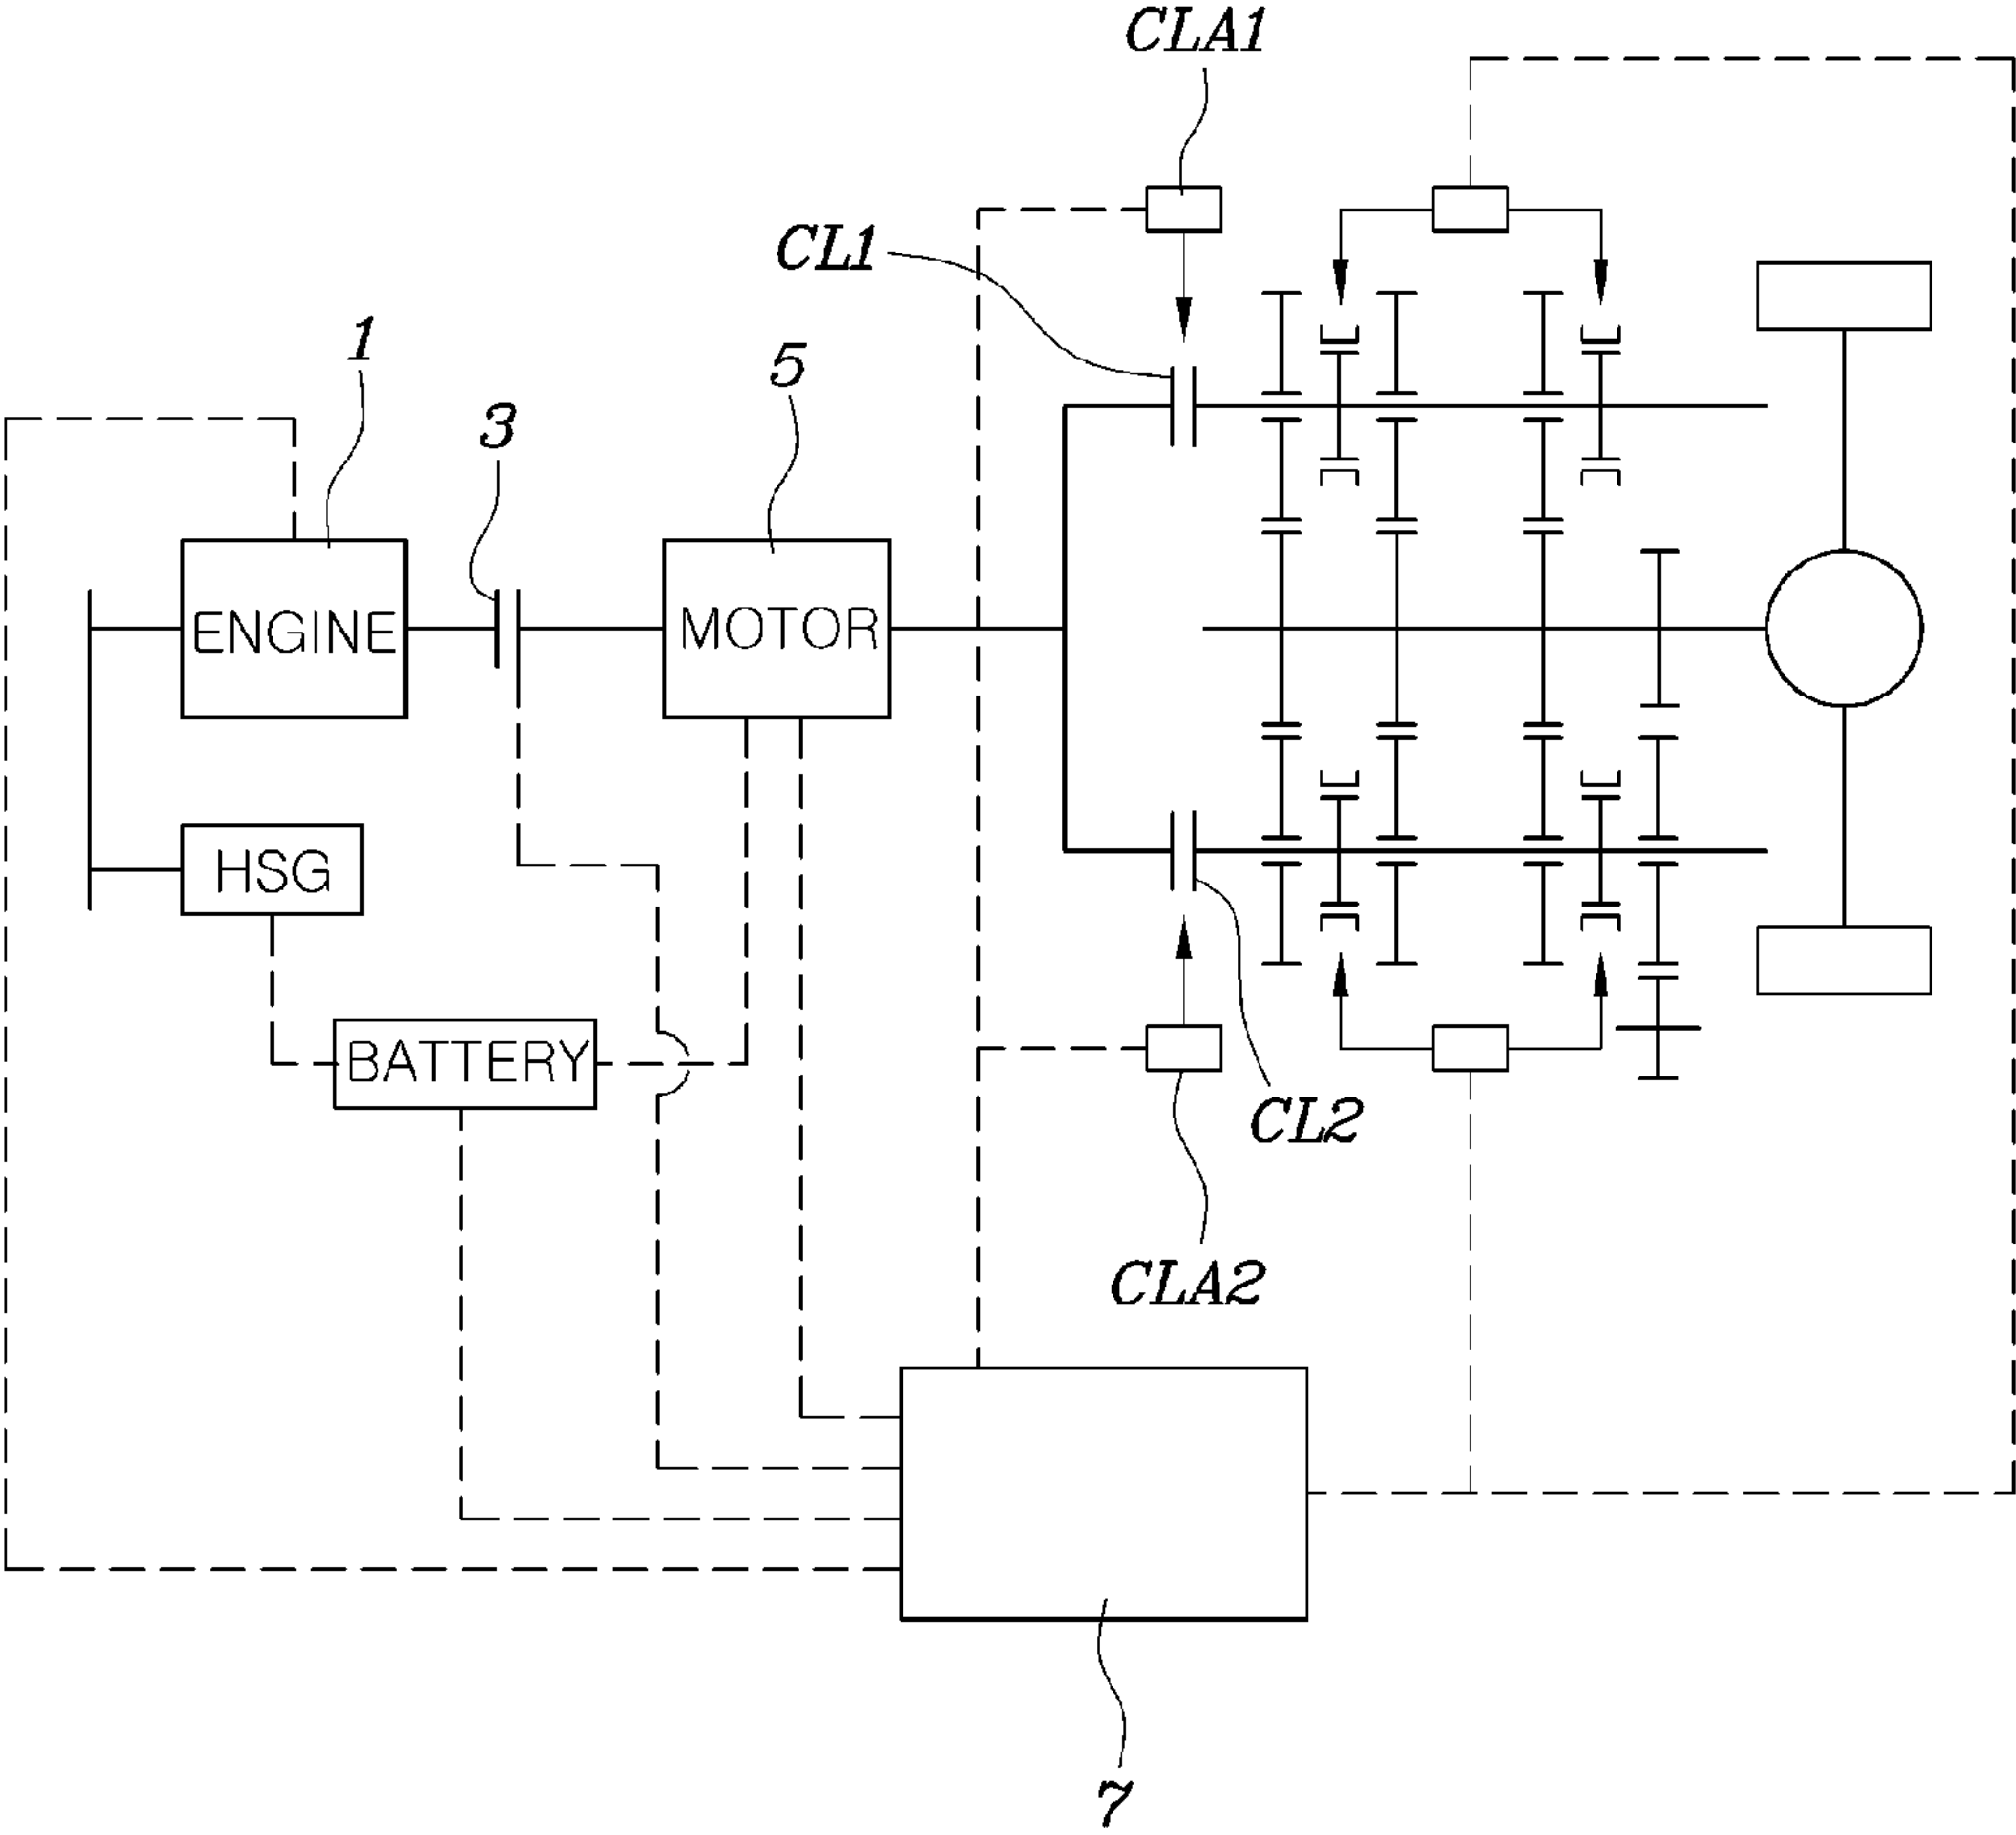 CLA1
CL1
1
5
3
ENGINE
MOTOR
HSG
BATTERY
CL2
CLA2
7